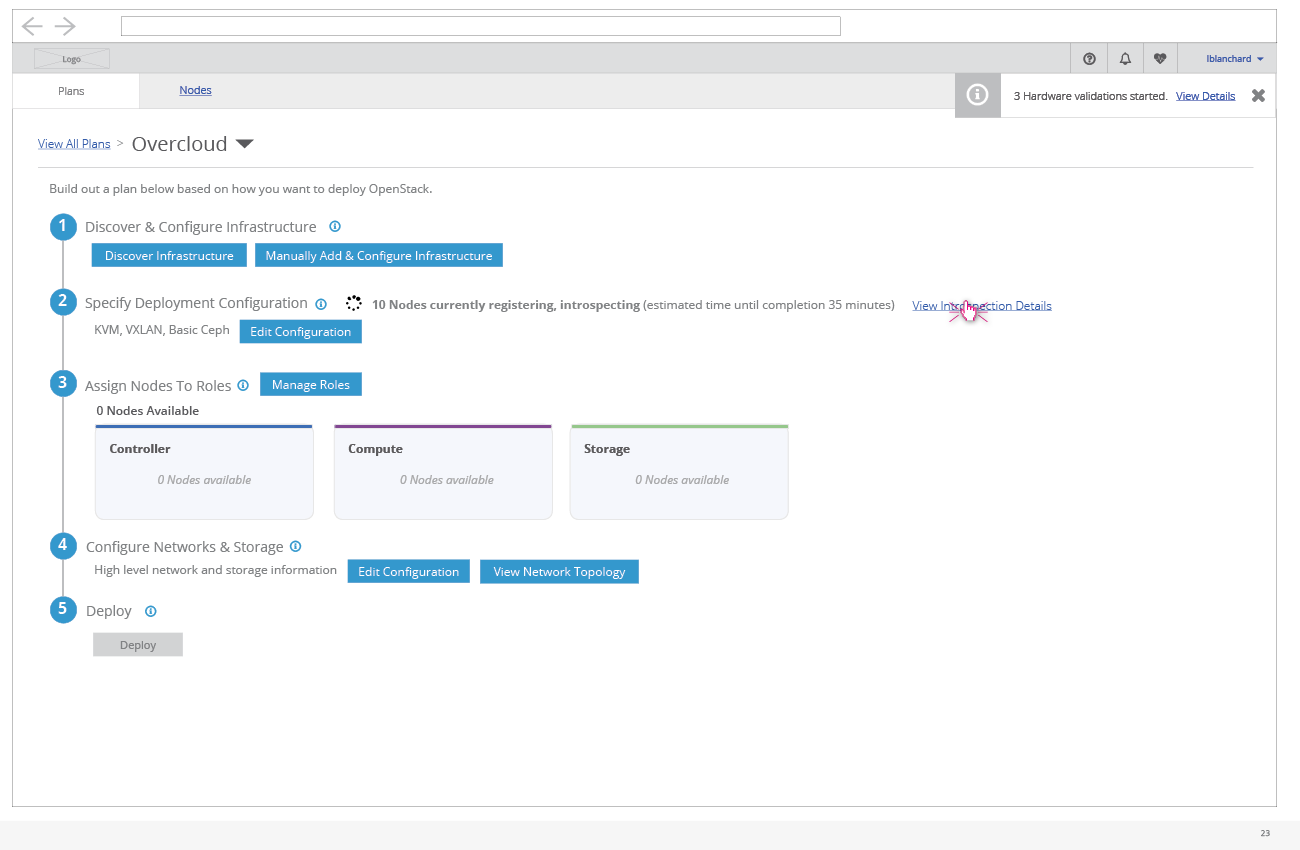 Logo
lblanchard
Plans
Nodes
3 Hardware validations started. View Details
View All Plans > Overcloud
Build out a plan below based on how you want to deploy OpenStack.
1 Discover & Configure Infrastructure
Discover Infrastructure Manually Add & Configure Infrastructure
2 Specify Deployment Configuration 10 Nodes currently registering, introspecting (estimated time until completion 35 minutes) View Introspection Details
KVM, VXLAN, Basic Ceph Edit Configuration
3 Assign Nodes To Roles Manage Roles
0 Nodes Available
Controller Compute Storage
0 Nodes available 0 Nodes available 0 Nodes available
4 Configure Networks & Storage
High level network and storage information Edit Configuration View Network Topology
5 Deploy
Deploy
23